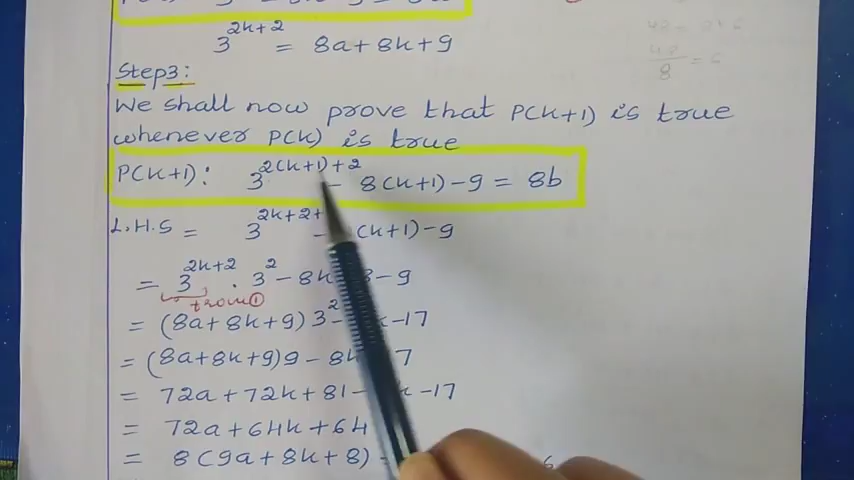 3^{2k+2} = 8a+8k+9
Step3:
We shall now prove that P(k+1) is true
whenever P(k) is true
P(k+1): 3^{2(k+1)+2} - 8(k+1)-9 = 8b
L.H.S = 3^{2k+2+ - (k+1)-9
= 3^{2k+2} . 3^2 -8k 8-9
from ①
= (8a+8k+9) 3^2 - k-17
= (8a+8k+9)9 - 8k 7
= 72a+72k+81- k-17
= 72a+64k+64
= 8(9a+8k+8)